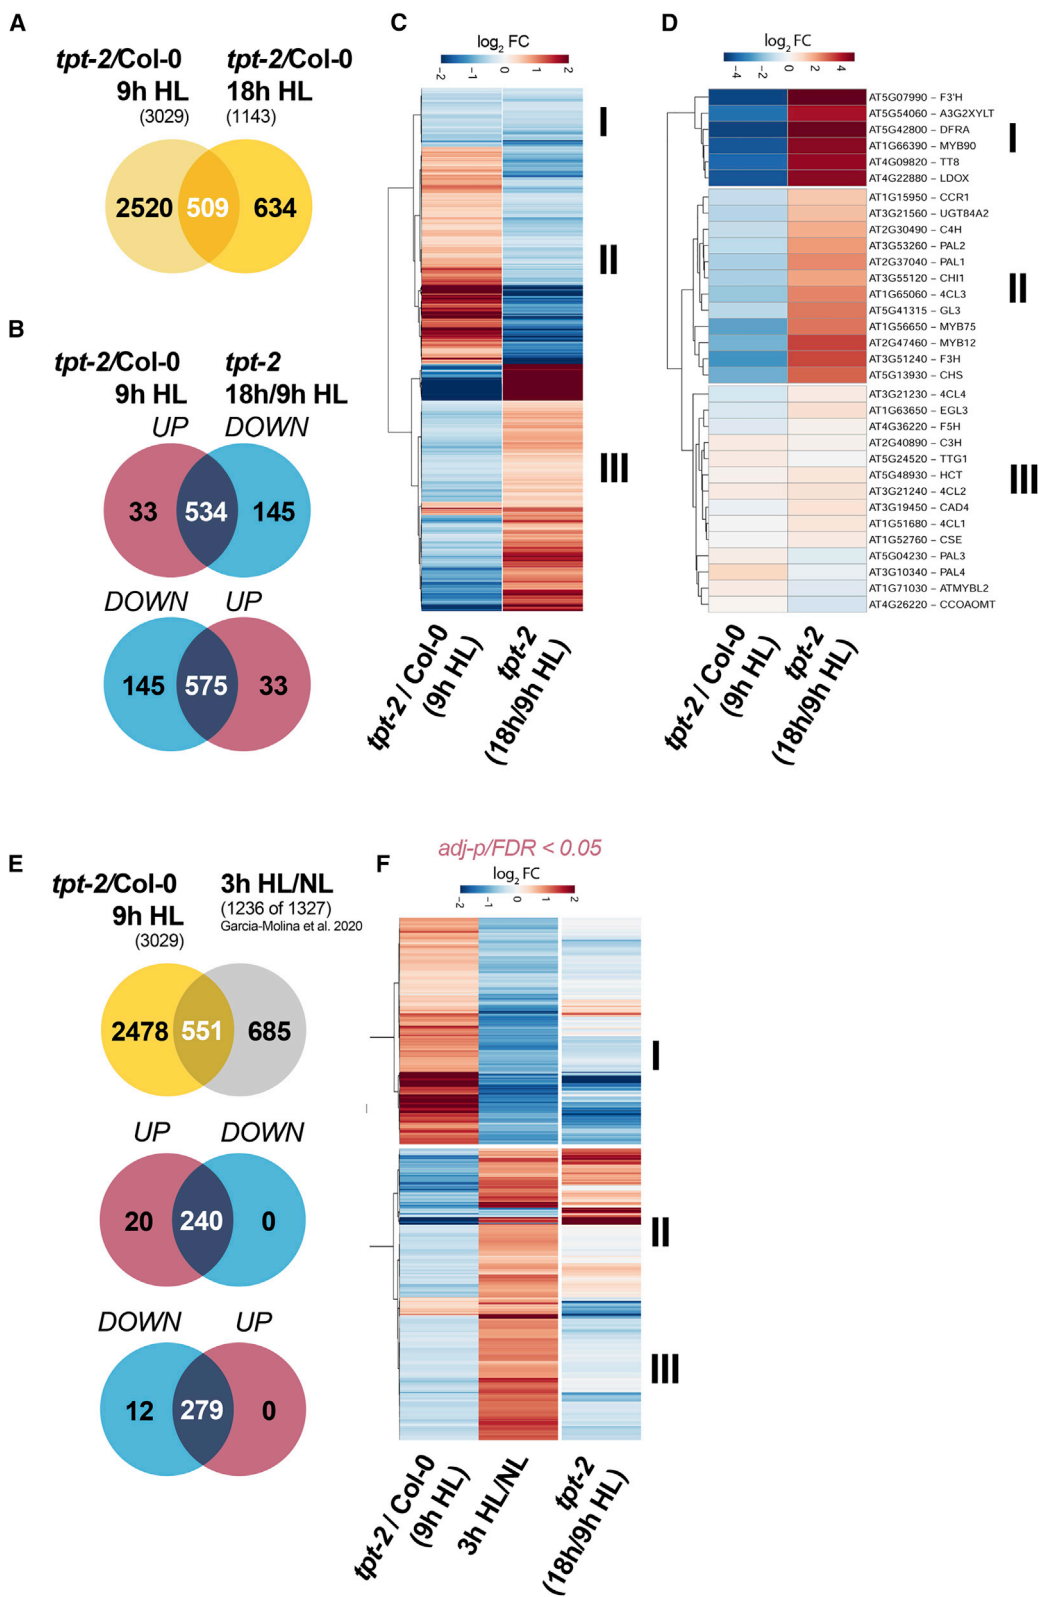 A
tpt-2/Col-0
9h HL
(3029)
tpt-2/Col-0
18h HL
(1143)
2520 509 634
B
tpt-2/Col-0
9h HL
tpt-2
18h/9h HL
UP DOWN
33 534 145
DOWN UP
145 575 33
C
log2 FC
-2 -1 0 1 2
I
II
III
tpt-2 / Col-0
(9h HL)
tpt-2
(18h/9h HL)
D
log2 FC
-4 -2 0 2 4
AT5G07990 – F3'H
AT5G54060 – A3G2XYLT
AT5G42800 – DFRA
AT1G66390 – MYB90
AT4G09820 – TT8
AT4G22880 – LDOX
I
AT1G15950 – CCR1
AT3G21560 – UGT84A2
AT2G30490 – C4H
AT3G53260 – PAL2
AT2G37040 – PAL1
AT3G55120 – CHI1
AT1G65060 – 4CL3
AT5G41315 – GL3
AT1G56650 – MYB75
AT2G47460 – MYB12
AT3G51240 – F3H
AT5G13930 – CHS
II
AT3G21230 – 4CL4
AT1G63650 – EGL3
AT4G36220 – F5H
AT2G40890 – C3H
AT5G24520 – TTG1
AT5G48930 – HCT
AT3G21240 – 4CL2
AT3G19450 – CAD4
AT1G51680 – 4CL1
AT1G52760 – CSE
AT5G04230 – PAL3
AT3G10340 – PAL4
AT1G71030 – ATMYBL2
AT4G26220 – CCOAOMT
III
tpt-2 / Col-0
(9h HL)
tpt-2
(18h/9h HL)
E
tpt-2/Col-0
9h HL
(3029)
3h HL/NL
(1236 of 1327)
Garcia-Molina et al. 2020
2478 551 685
UP DOWN
20 240 0
DOWN UP
12 279 0
F
adj-p/FDR < 0.05
log2 FC
-2 -1 0 1 2
I
II
III
tpt-2 / Col-0
(9h HL)
3h HL/NL
tpt-2
(18h/9h HL)